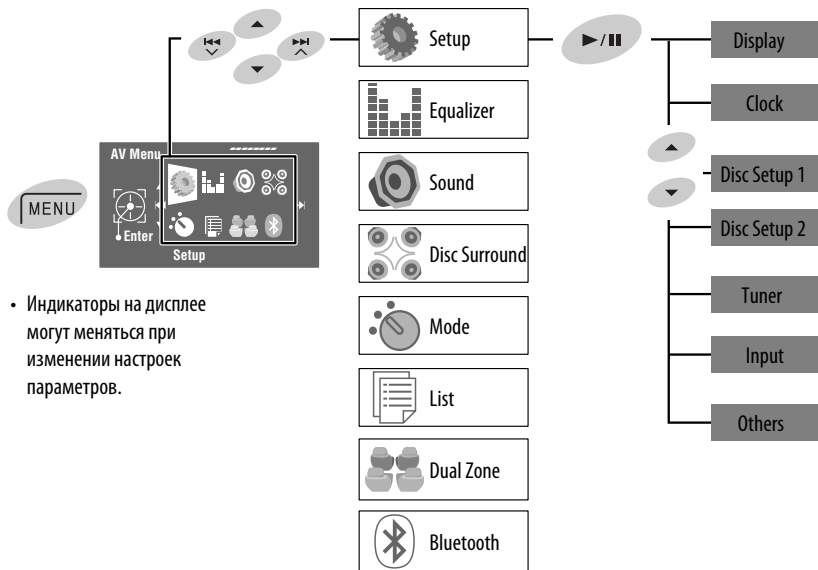 MENU
AV Menu
Enter
Setup
• Индикаторы на дисплее
могут меняться при
изменении настроек
параметров.
Setup
Equalizer
Sound
Disc Surround
Mode
List
Dual Zone
Bluetooth
Display
Clock
Disc Setup 1
Disc Setup 2
Tuner
Input
Others